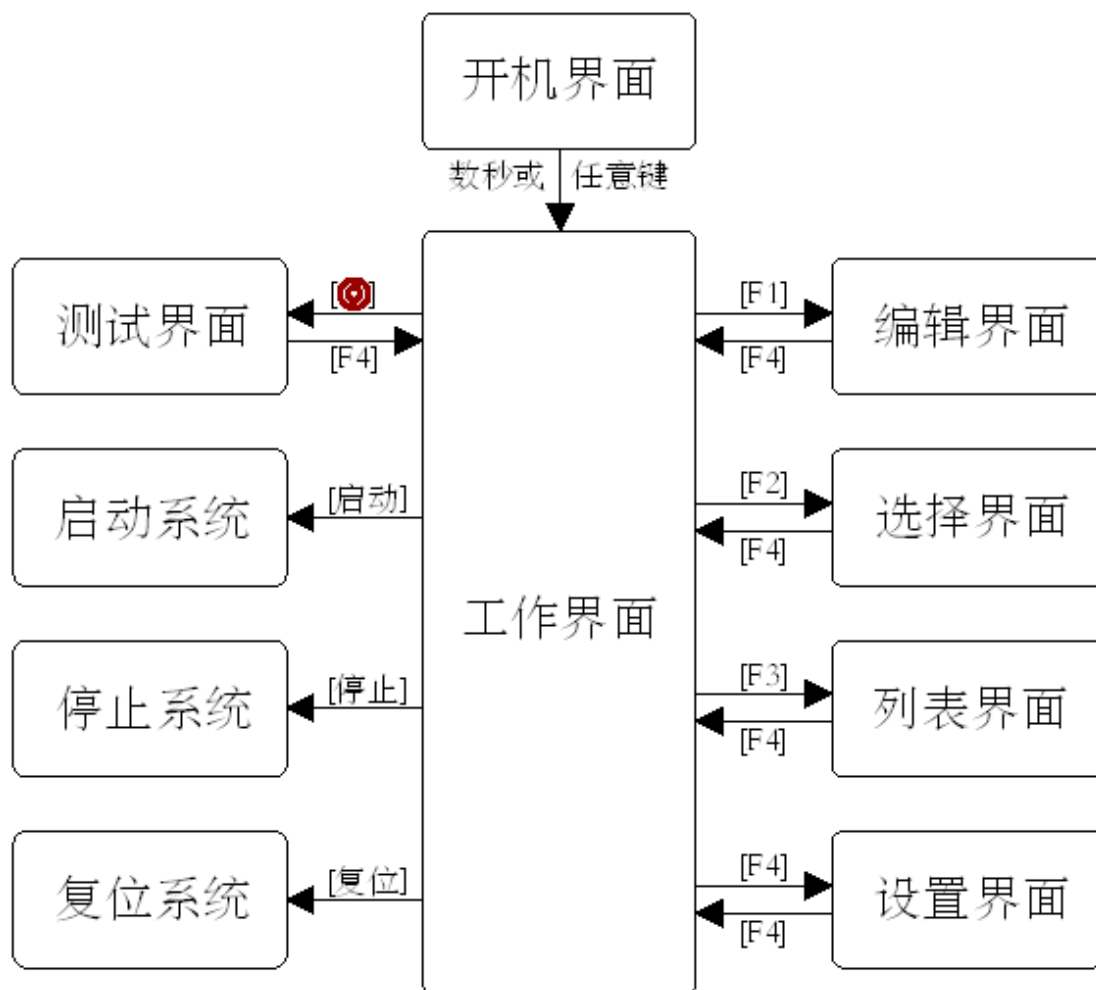 开机界面
数秒或 任意键
[ ]
[F1]
测试界面
编辑界面
[F4]
[F4]
[启动]
[F2]
启动系统
选择界面
[F4]
工作界面
[停止]
[F3]
停止系统
列表界面
[F4]
[复位]
[F4]
复位系统
设置界面
[F4]